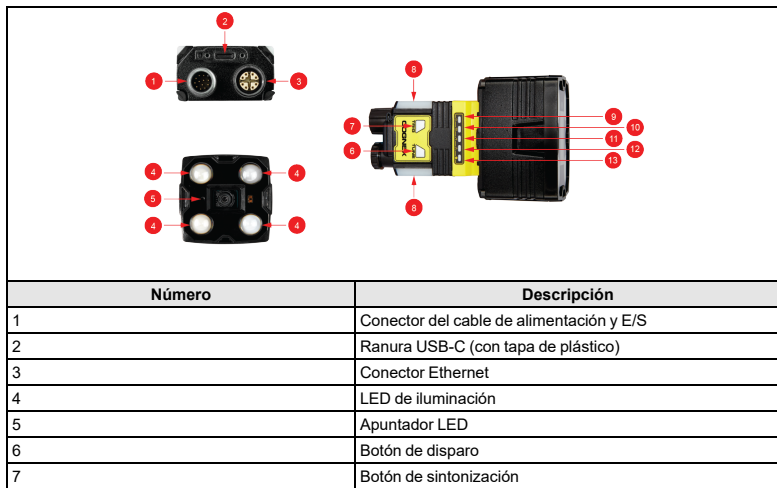 2
1
3
8
7
6
9
10
11
12
13
8
4
4
5
4
4
COGNEX
Número Descripción
1 Conector del cable de alimentación y E/S
2 Ranura USB-C (con tapa de plástico)
3 Conector Ethernet
4 LED de iluminación
5 Apuntador LED
6 Botón de disparo
7 Botón de sintonización